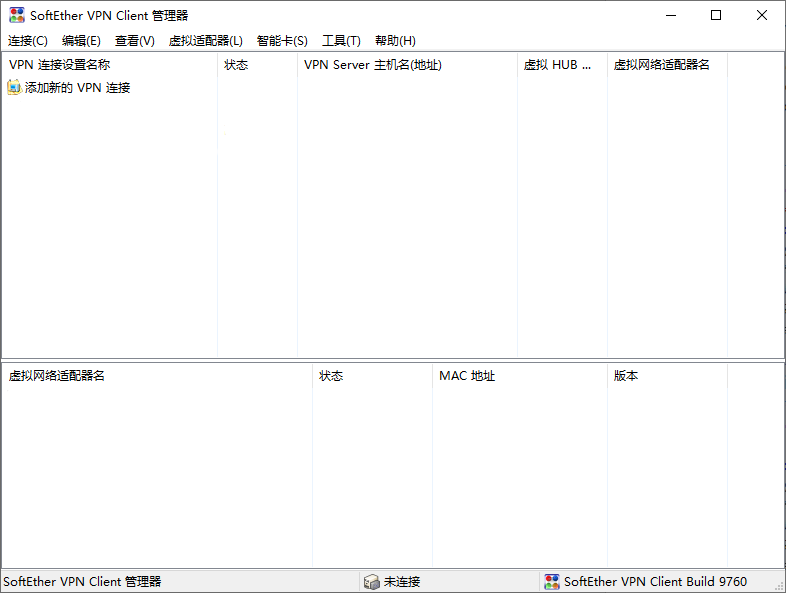 SoftEther VPN Client 管理器
连接(C) 编辑(E) 查看(V) 虚拟适配器(L) 智能卡(S) 工具(T) 帮助(H)
VPN 连接设置名称 状态 VPN Server 主机名(地址) 虚拟 HUB ... 虚拟网络适配器名
添加新的 VPN 连接
虚拟网络适配器名 状态 MAC 地址 版本
SoftEther VPN Client 管理器 未连接 SoftEther VPN Client Build 9760